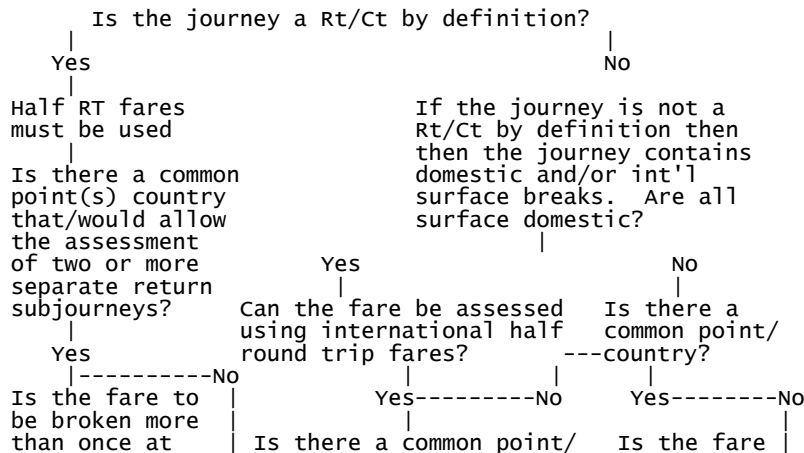 Is the journey a Rt/Ct by definition?
| |
Yes No
|
Half RT fares If the journey is not a
must be used Rt/Ct by definition then
| then the journey contains
Is there a common domestic and/or int'l
point(s) country surface breaks. Are all
that/would allow surface domestic?
the assessment |
of two or more Yes No
separate return | |
subjourneys? Can the fare be assessed Is there a
| using international half common point/
Yes round trip fares? ---country?
|----------No | | |
Is the fare to | Yes---------No Yes--------No
be broken more | | |
than once at | Is there a common point/ Is the fare |